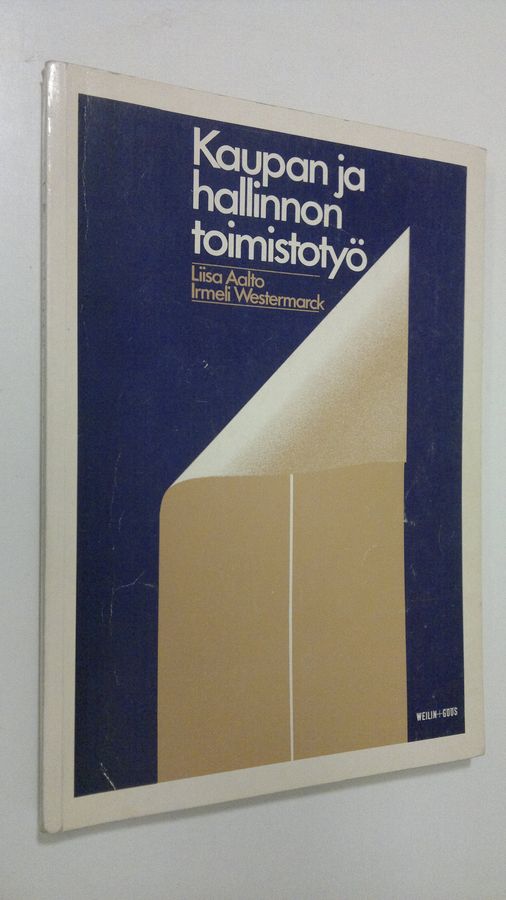 Kaupan ja
hallinnon
toimistotyö
Liisa Aalto
Irmeli Westermarck
WEILIN+GÖÖS